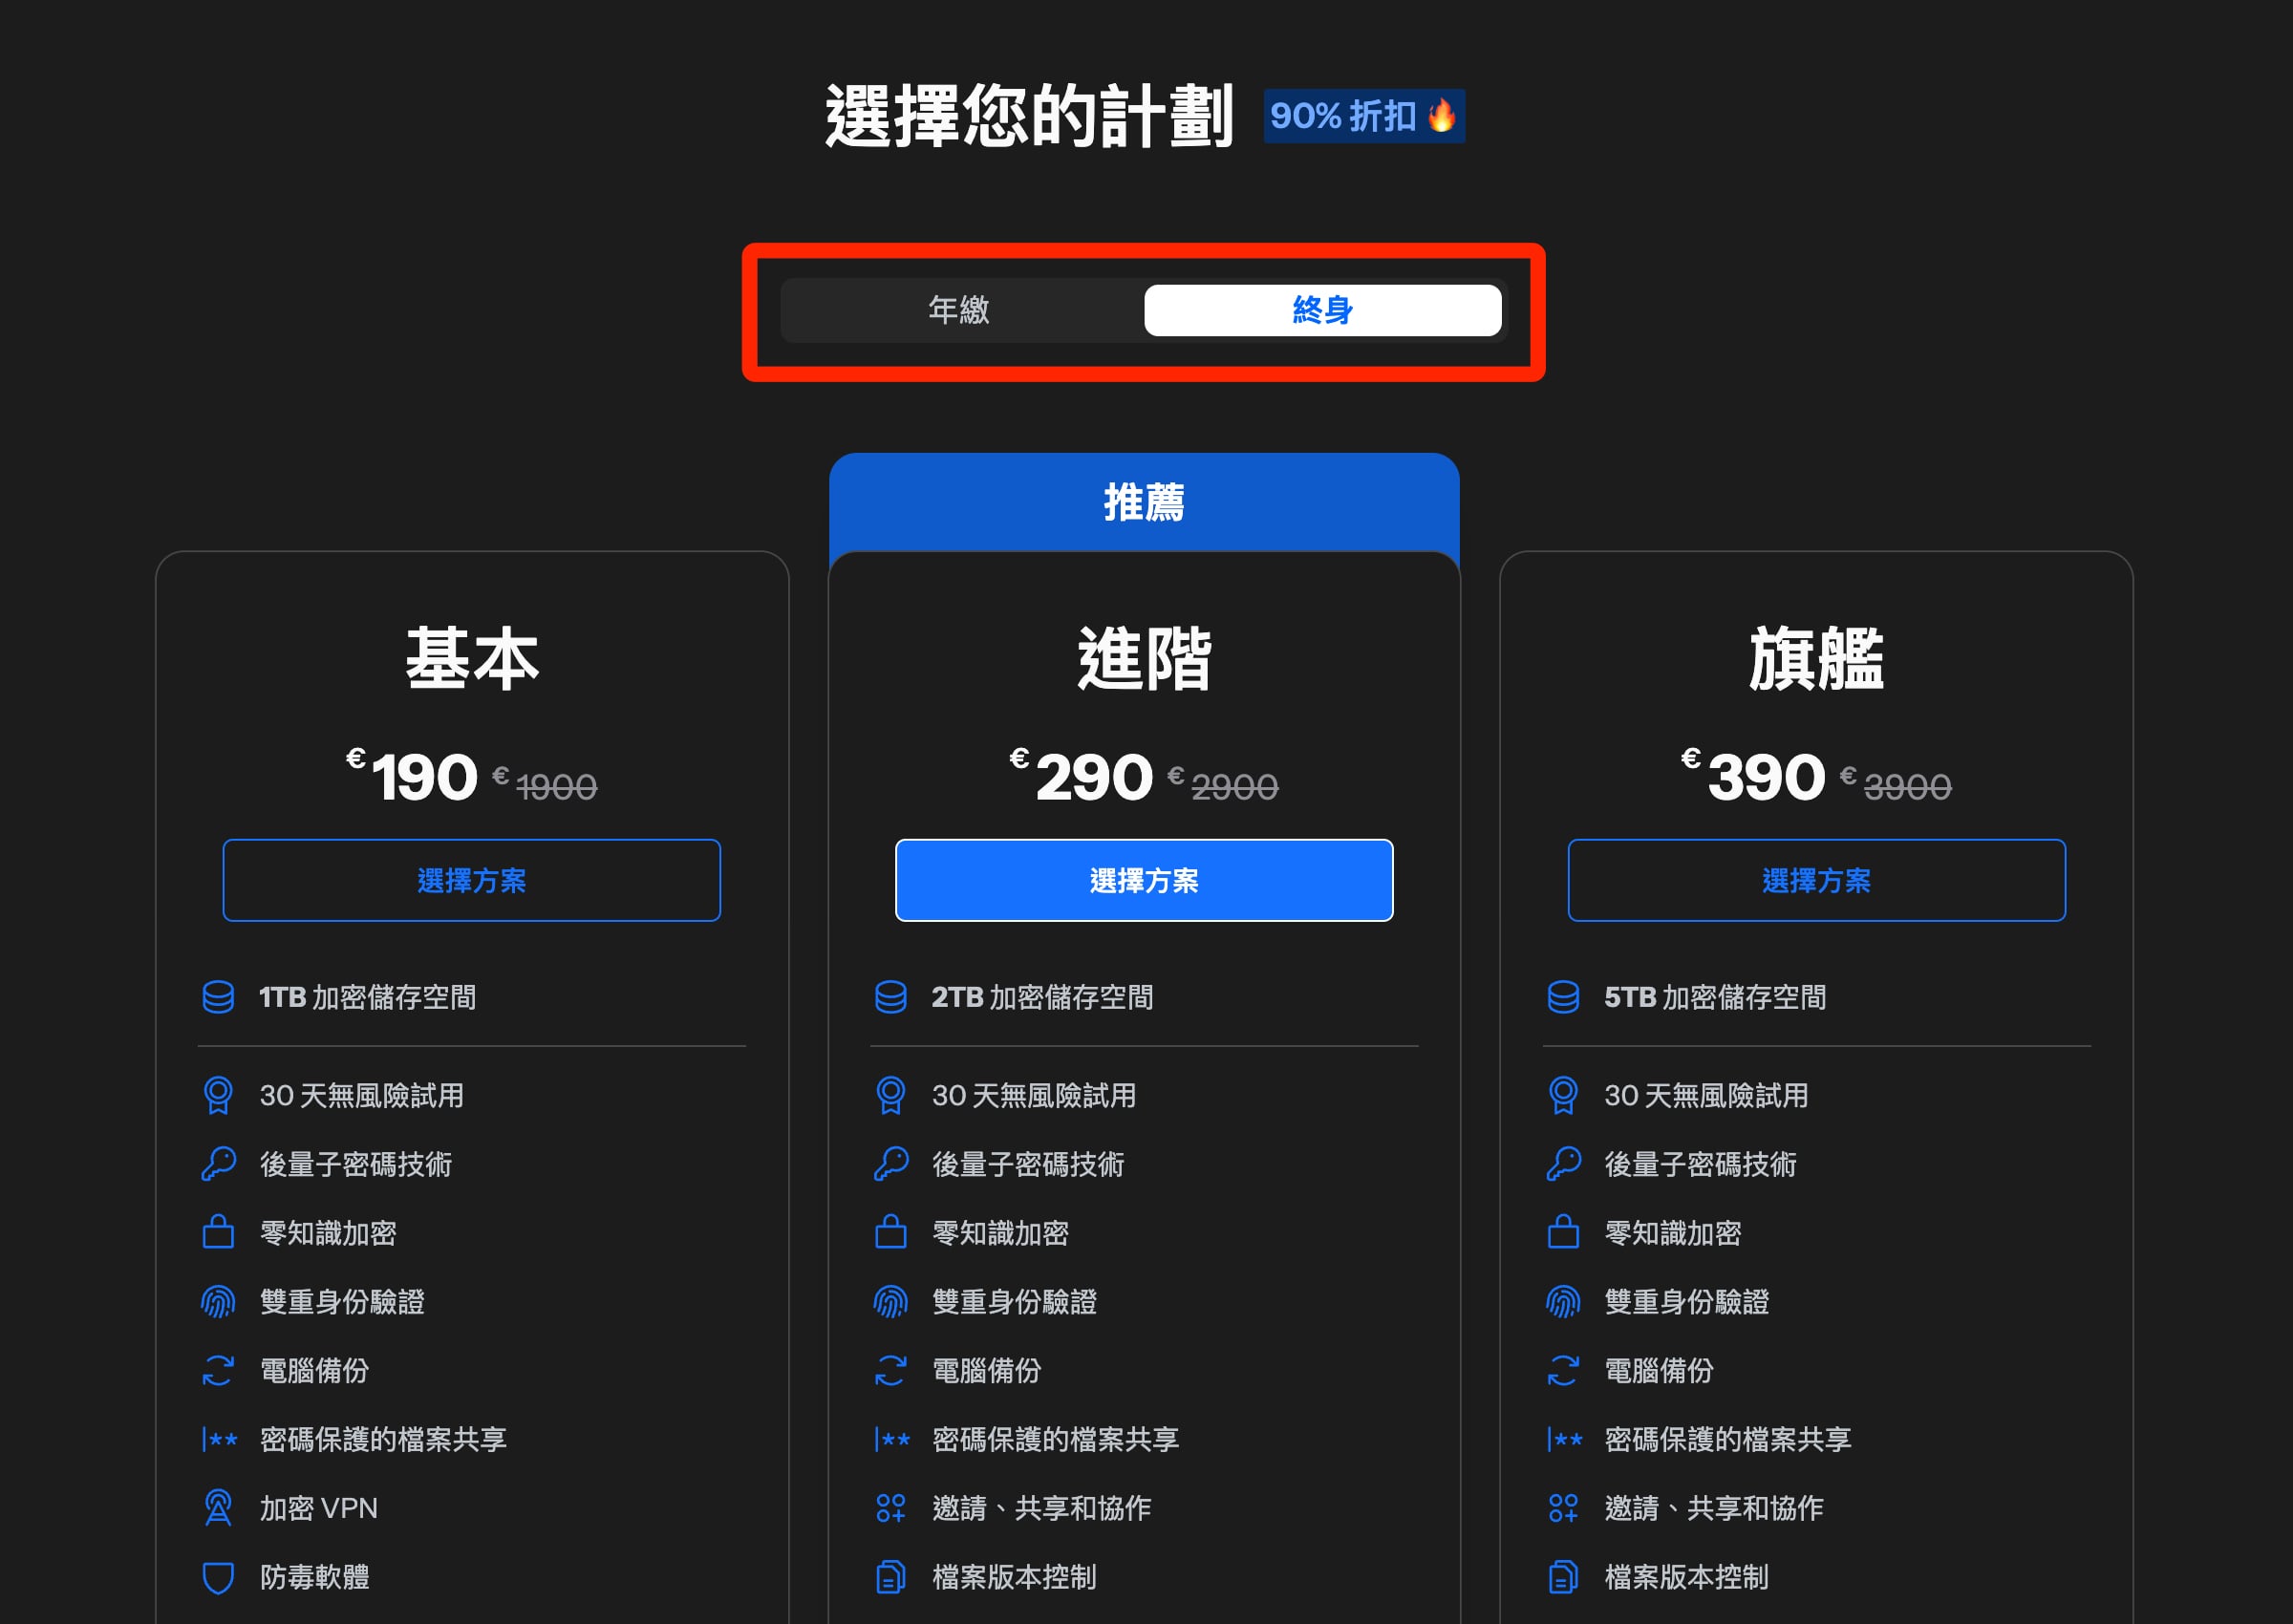 選擇您的計劃 90% 折扣🔥
年繳 終身
推薦
基本
€190 €1900
選擇方案
1TB 加密儲存空間
30 天無風險試用
後量子密碼技術
零知識加密
雙重身份驗證
電腦備份
密碼保護的檔案共享
加密 VPN
防毒軟體
進階
€290 €2900
選擇方案
2TB 加密儲存空間
30 天無風險試用
後量子密碼技術
零知識加密
雙重身份驗證
電腦備份
密碼保護的檔案共享
邀請、共享和協作
檔案版本控制
旗艦
€390 €3900
選擇方案
5TB 加密儲存空間
30 天無風險試用
後量子密碼技術
零知識加密
雙重身份驗證
電腦備份
密碼保護的檔案共享
邀請、共享和協作
檔案版本控制